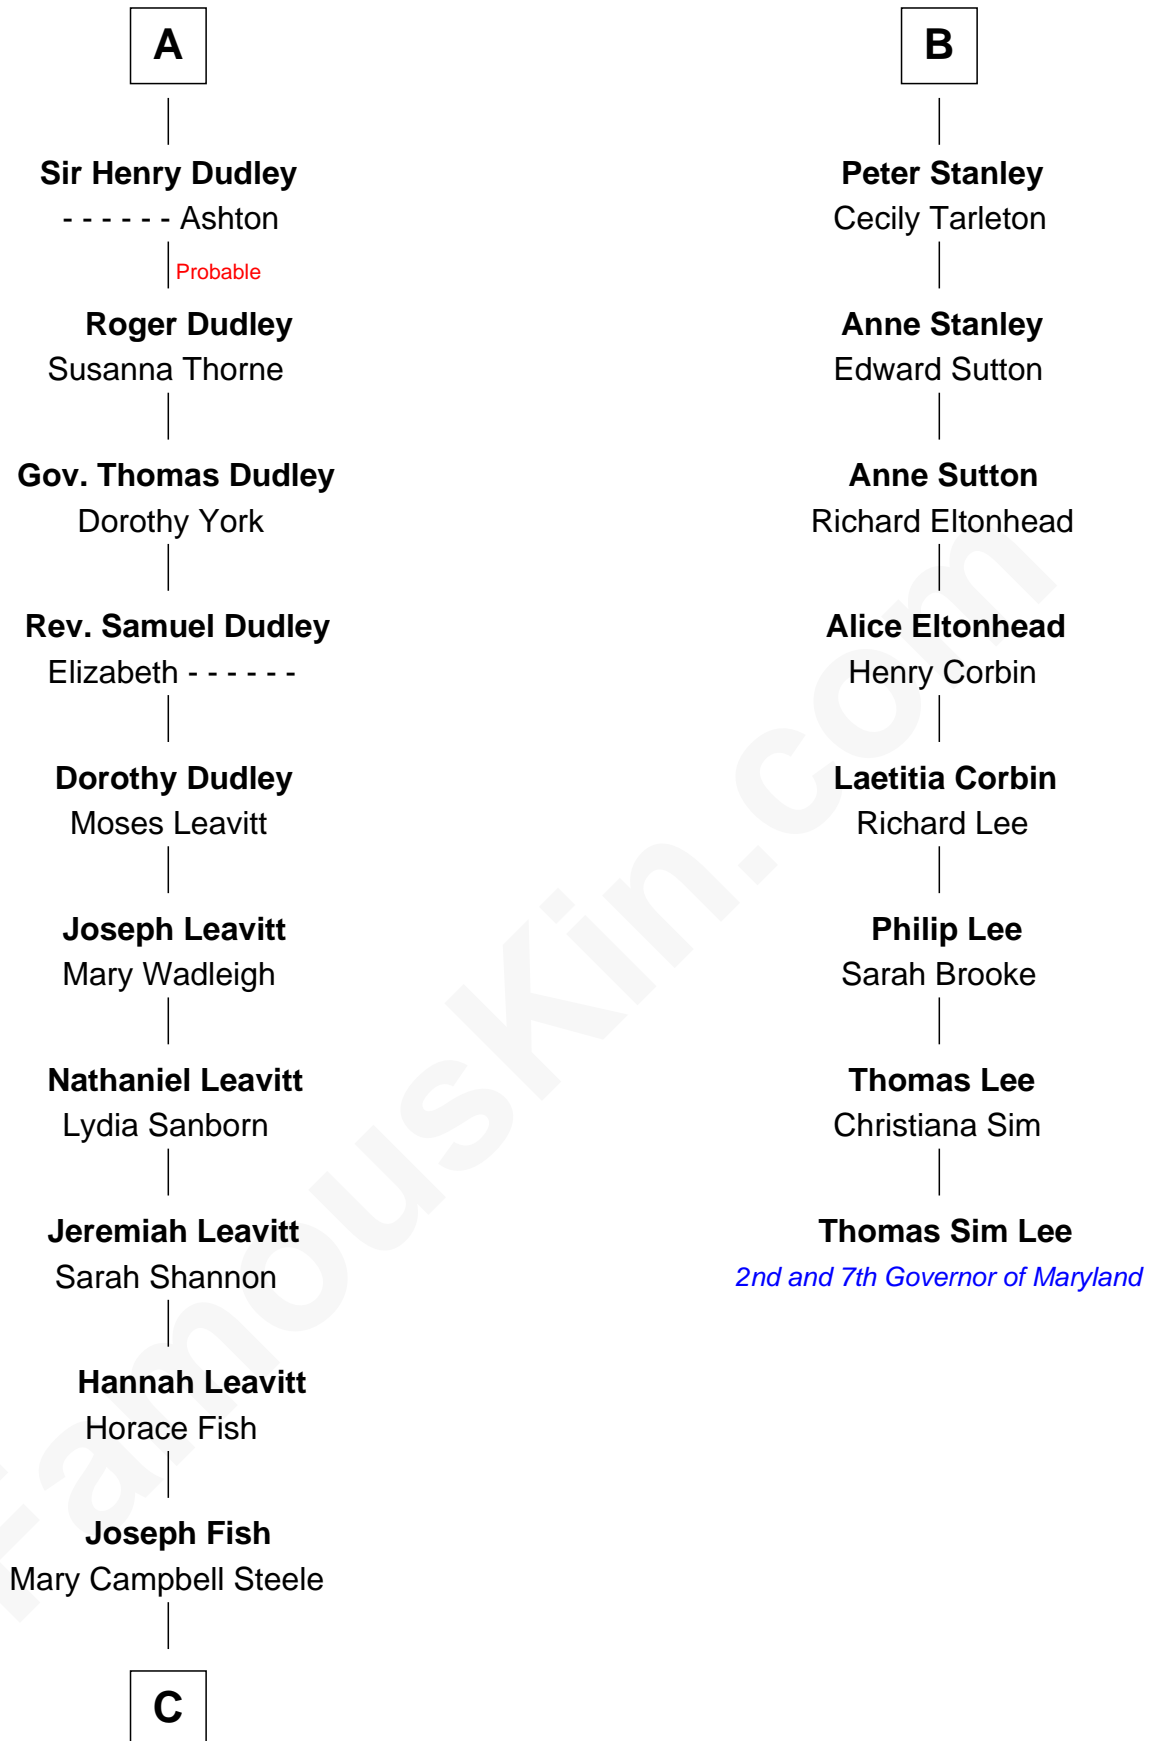 A
Sir Henry Dudley
- - - - - - Ashton
Probable
Roger Dudley
Susanna Thorne
Gov. Thomas Dudley
Dorothy York
Rev. Samuel Dudley
Elizabeth - - - - - -
Dorothy Dudley
Moses Leavitt
Joseph Leavitt
Mary Wadleigh
Nathaniel Leavitt
Lydia Sanborn
Jeremiah Leavitt
Sarah Shannon
Hannah Leavitt
Horace Fish
Joseph Fish
Mary Campbell Steele
C
B
Peter Stanley
Cecily Tarleton
Anne Stanley
Edward Sutton
Anne Sutton
Richard Eltonhead
Alice Eltonhead
Henry Corbin
Laetitia Corbin
Richard Lee
Philip Lee
Sarah Brooke
Thomas Lee
Christiana Sim
Thomas Sim Lee
2nd and 7th Governor of Maryland
FamousKin.com